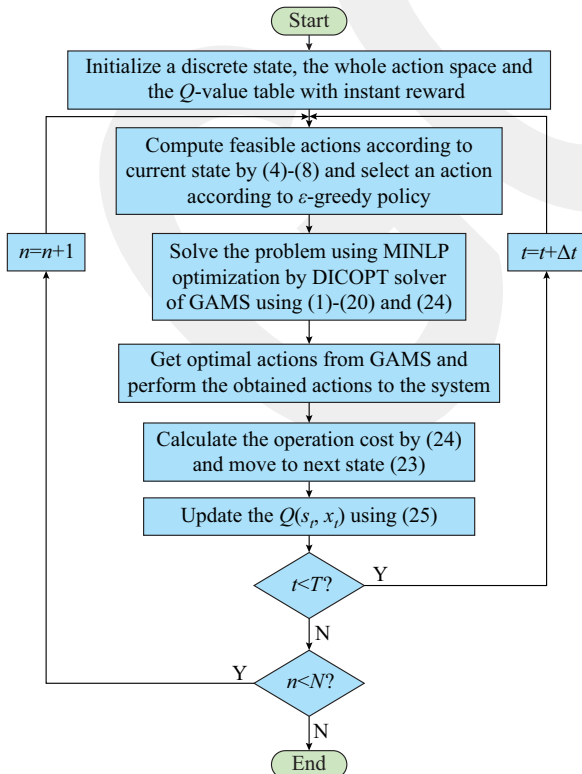 Start
Initialize a discrete state, the whole action space and
the Q-value table with instant reward
Compute feasible actions according to
current state by (4)-(8) and select an action
according to ε-greedy policy
n=n+1
Solve the problem using MINLP
optimization by DICOPT solver
of GAMS using (1)-(20) and (24)
t=t+Δt
Get optimal actions from GAMS and
perform the obtained actions to the system
Calculate the operation cost by (24)
and move to next state (23)
Update the Q(sₜ, xₜ) using (25)
t<T?
Y
N
n<N?
Y
N
End